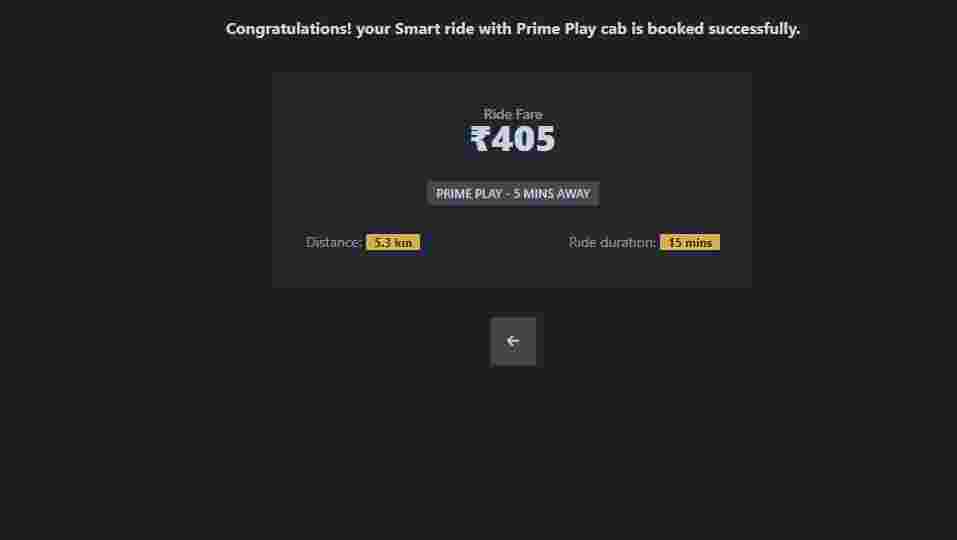 Congratulations! your Smart ride with Prime Play cab is booked successfully.
Ride Fare
₹405
PRIME PLAY - 5 MINS AWAY
Distance: 5.3 km Ride duration: 15 mins